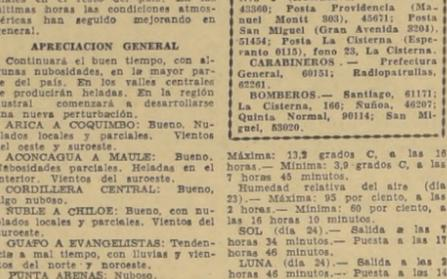 últimas horas las condiciones atmos-
féricas han seguido mejorando en
general.
APRECIACION GENERAL
Continuará el buen tiempo, con al-
gunas nubosidades, en la mayor par-
te del país. En los valles centrales
se producirán heladas. En la región
austral comenzará a desarrollarse
una nueva perturbación.
ARICA A COQUIMBO: Bueno. Nu-
blados locales y parciales. Vientos
del oeste y suroeste.
ACONCAGUA A MAULE: Bueno.
Nebosidades parciales. Heladas en el
interior. Vientos del suroeste.
CORDILLERA CENTRAL: Bueno,
algo nuboso.
ÑUBLE A CHILOE: Bueno, con nu-
blados locales y parciales. Vientos del
suroeste.
GUAFO A EVANGELISTAS: Tenden-
cia a mal tiempo, con lluvias y vien-
tos del norte y noroeste.
PUNTA ARENAS: Nuboso.
43360; Posta Providencia (Ma-
nuel Montt 303), 45671; Posta
San Miguel (Gran Avenida 3204),
51454; Posta La Cisterna (Espe-
ranto 0115), fono 23, La Cisterna.
CARABINEROS. — Prefectura
General, 60151; Radiopatrullas,
62261.
BOMBEROS.— Santiago, 61171;
La Cisterna, 166; Ñuñoa, 46207;
Quinta Normal, 90114; San Mi-
guel, 53020.
Máxima: 13,2 grados C, a las 16
horas.— Mínima: 3,9 grados C, a las
7 horas 45 minutos.
Humedad relativa del aire (día
23).— Máxima: 95 por ciento, a las
2 horas.— Mínima: 60 por ciento, a
las 16 horas 10 minutos.
SOL (día 24).— Salida a las 7
horas 34 minutos.— Puesta a las 17
horas 46 minutos.
LUNA (día 24).— Salida a las
horas 46 minutos.— Puesta a las